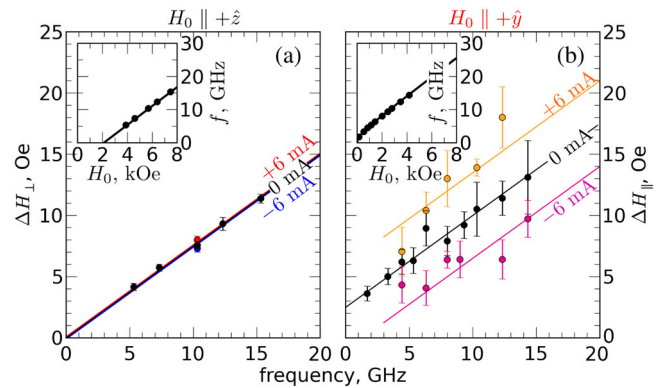 H₀ ∥ +ẑ
H₀ ∥ +ŷ
(a)
25
20
15
10
5
0
ΔH⊥, Oe
30
20
10
0
f, GHz
0 2 4 6 8
H₀, kOe
+6 mA
0 mA
−6 mA
0 5 10 15 20
(b)
30
20
10
0
f, GHz
0 2 4 6 8
H₀, kOe
+6 mA
0 mA
−6 mA
25
20
15
10
5
0
ΔH∥, Oe
0 5 10 15 20
frequency, GHz